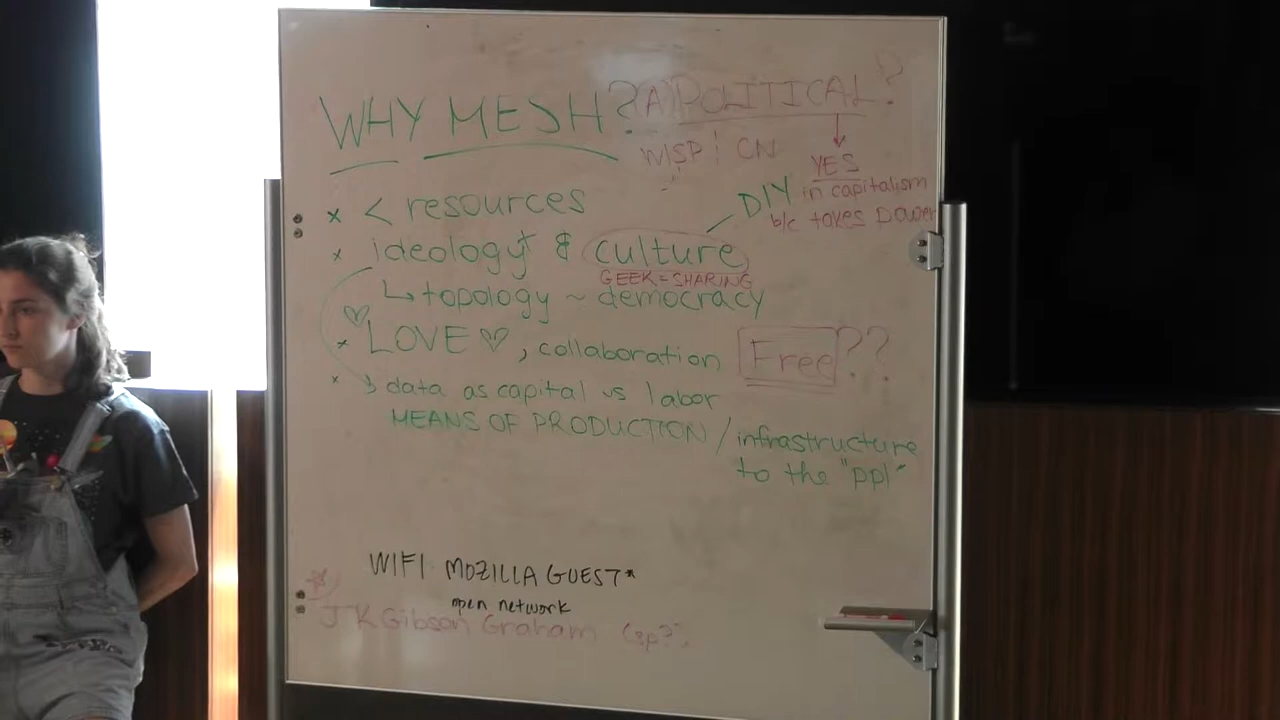 WHY MESH? (A)POLITICAL?
WISP | CN
YES
DIY in capitalism
b/c takes power
x < resources
x ideology & culture
GEEK = SHARING
↳ topology ~ democracy
x LOVE, collaboration Free??
x data as capital vs labor
MEANS OF PRODUCTION / infrastructure
to the "ppl"
WIFI MOZILLA GUEST*
open network
J K Gibson Graham (sp??)